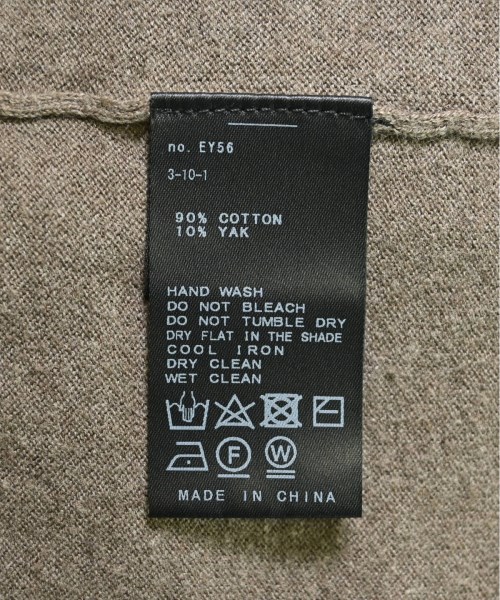 no. EY56
3-10-1
90% COTTON
10% YAK
HAND WASH
DO NOT BLEACH
DO NOT TUMBLE DRY
DRY FLAT IN THE SHADE
COOL IRON
DRY CLEAN
WET CLEAN
F W
MADE IN CHINA